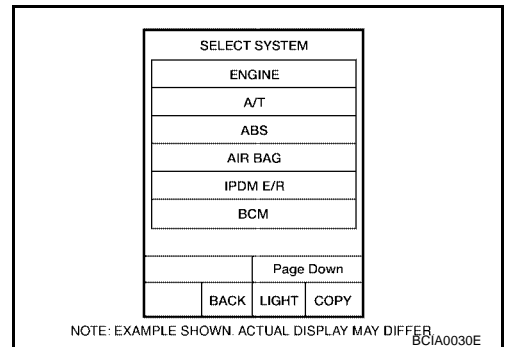 SELECT SYSTEM
ENGINE
A/T
ABS
AIR BAG
IPDM E/R
BCM
Page Down
BACK LIGHT COPY
NOTE: EXAMPLE SHOWN. ACTUAL DISPLAY MAY DIFFER.
BCIA0030E